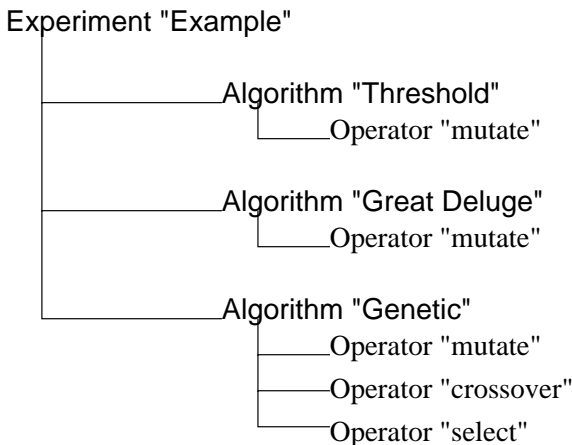 Experiment "Example"
Algorithm "Threshold"
Operator "mutate"
Algorithm "Great Deluge"
Operator "mutate"
Algorithm "Genetic"
Operator "mutate"
Operator "crossover"
Operator "select"